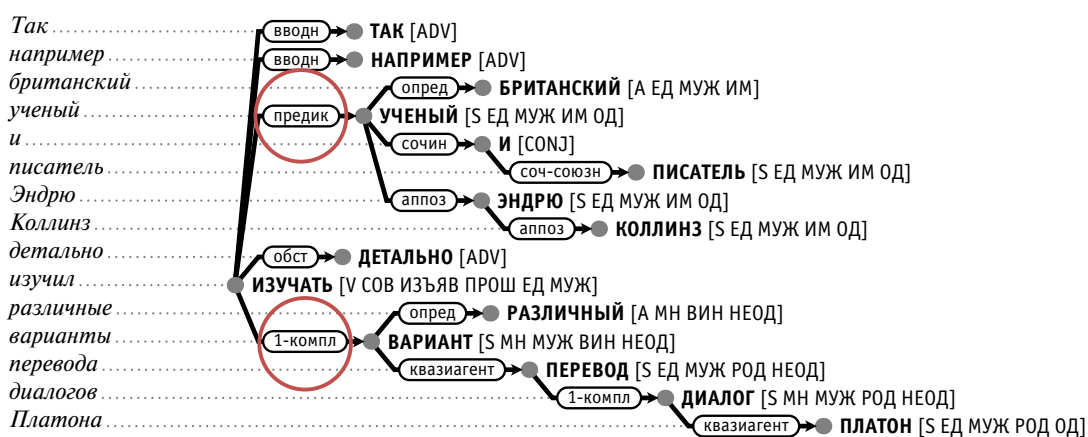 Так вводн ТАК [ADV]
например вводн НАПРИМЕР [ADV]
британский опред БРИТАНСКИЙ [A ЕД МУЖ ИМ]
ученый предик УЧЕНЫЙ [S ЕД МУЖ ИМ ОД]
и сочин И [CONJ]
писатель соч-союзн ПИСАТЕЛЬ [S ЕД МУЖ ИМ ОД]
Эндрю аппоз ЭНДРЮ [S ЕД МУЖ ИМ ОД]
Коллинз аппоз КОЛЛИНЗ [S ЕД МУЖ ИМ ОД]
детально обст ДЕТАЛЬНО [ADV]
изучил ИЗУЧАТЬ [V СОВ ИЗЪЯВ ПРОШ ЕД МУЖ]
различные опред РАЗЛИЧНЫЙ [A МН ВИН НЕОД]
варианты 1-компл ВАРИАНТ [S МН МУЖ ВИН НЕОД]
перевода квазиагент ПЕРЕВОД [S ЕД МУЖ РОД НЕОД]
диалогов 1-компл ДИАЛОГ [S МН МУЖ РОД НЕОД]
Платона квазиагент ПЛАТОН [S ЕД МУЖ РОД ОД]